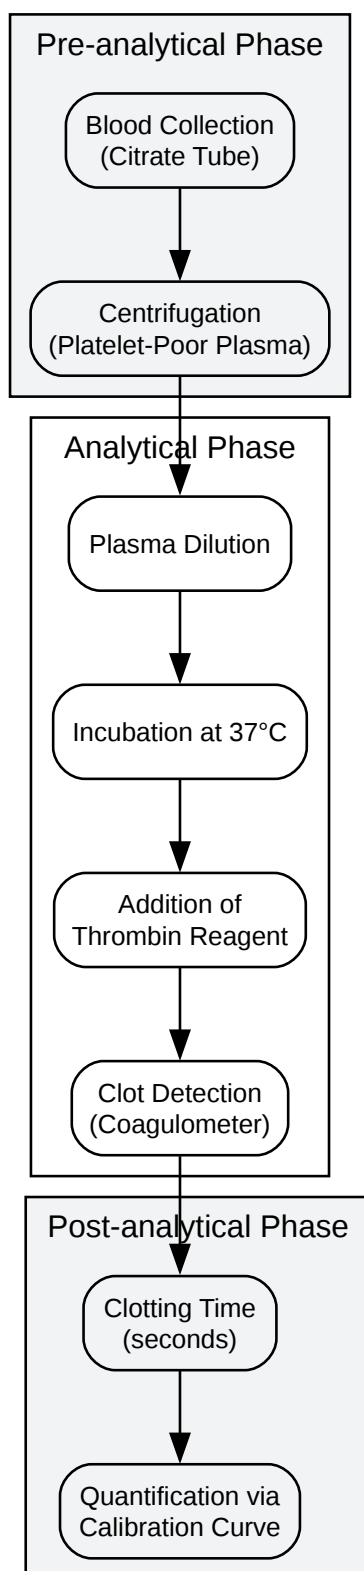 Pre-analytical Phase
Blood Collection
(Citrate Tube)
Centrifugation
(Platelet-Poor Plasma)
Analytical Phase
Plasma Dilution
Incubation at 37°C
Addition of
Thrombin Reagent
Clot Detection
(Coagulometer)
Post-analytical Phase
Clotting Time
(seconds)
Quantification via
Calibration Curve